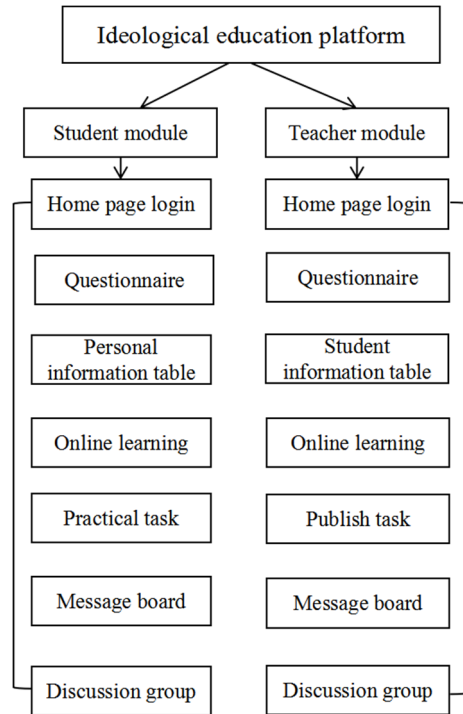 Ideological education platform
Student module
Teacher module
Home page login
Home page login
Questionnaire
Questionnaire
Personal
information table
Student
information table
Online learning
Online learning
Practical task
Publish task
Message board
Message board
Discussion group
Discussion group